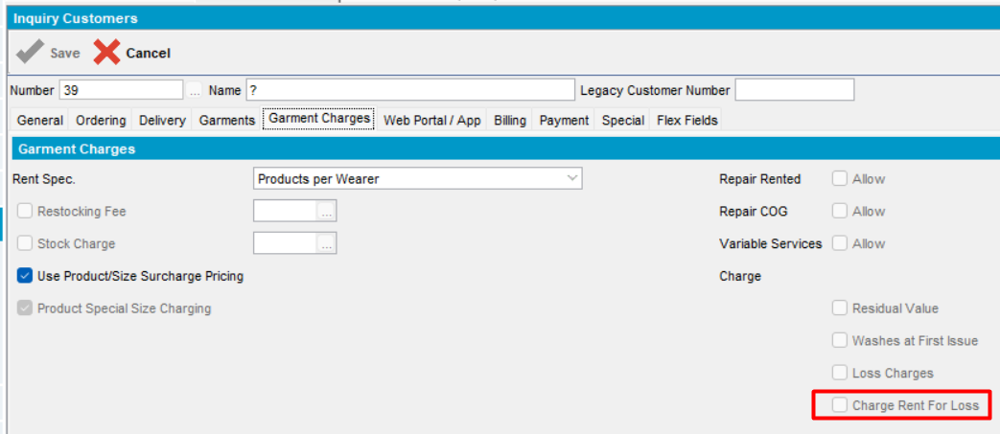 Inquiry Customers
Save Cancel
Number 39 ... Name ? Legacy Customer Number
General Ordering Delivery Garments Garment Charges Web Portal / App Billing Payment Special Flex Fields
Garment Charges
Rent Spec. Products per Wearer Repair Rented Allow
Restocking Fee ... Repair COG Allow
Stock Charge ... Variable Services Allow
Use Product/Size Surcharge Pricing Charge
Product Special Size Charging Residual Value
Washes at First Issue
Loss Charges
Charge Rent For Loss